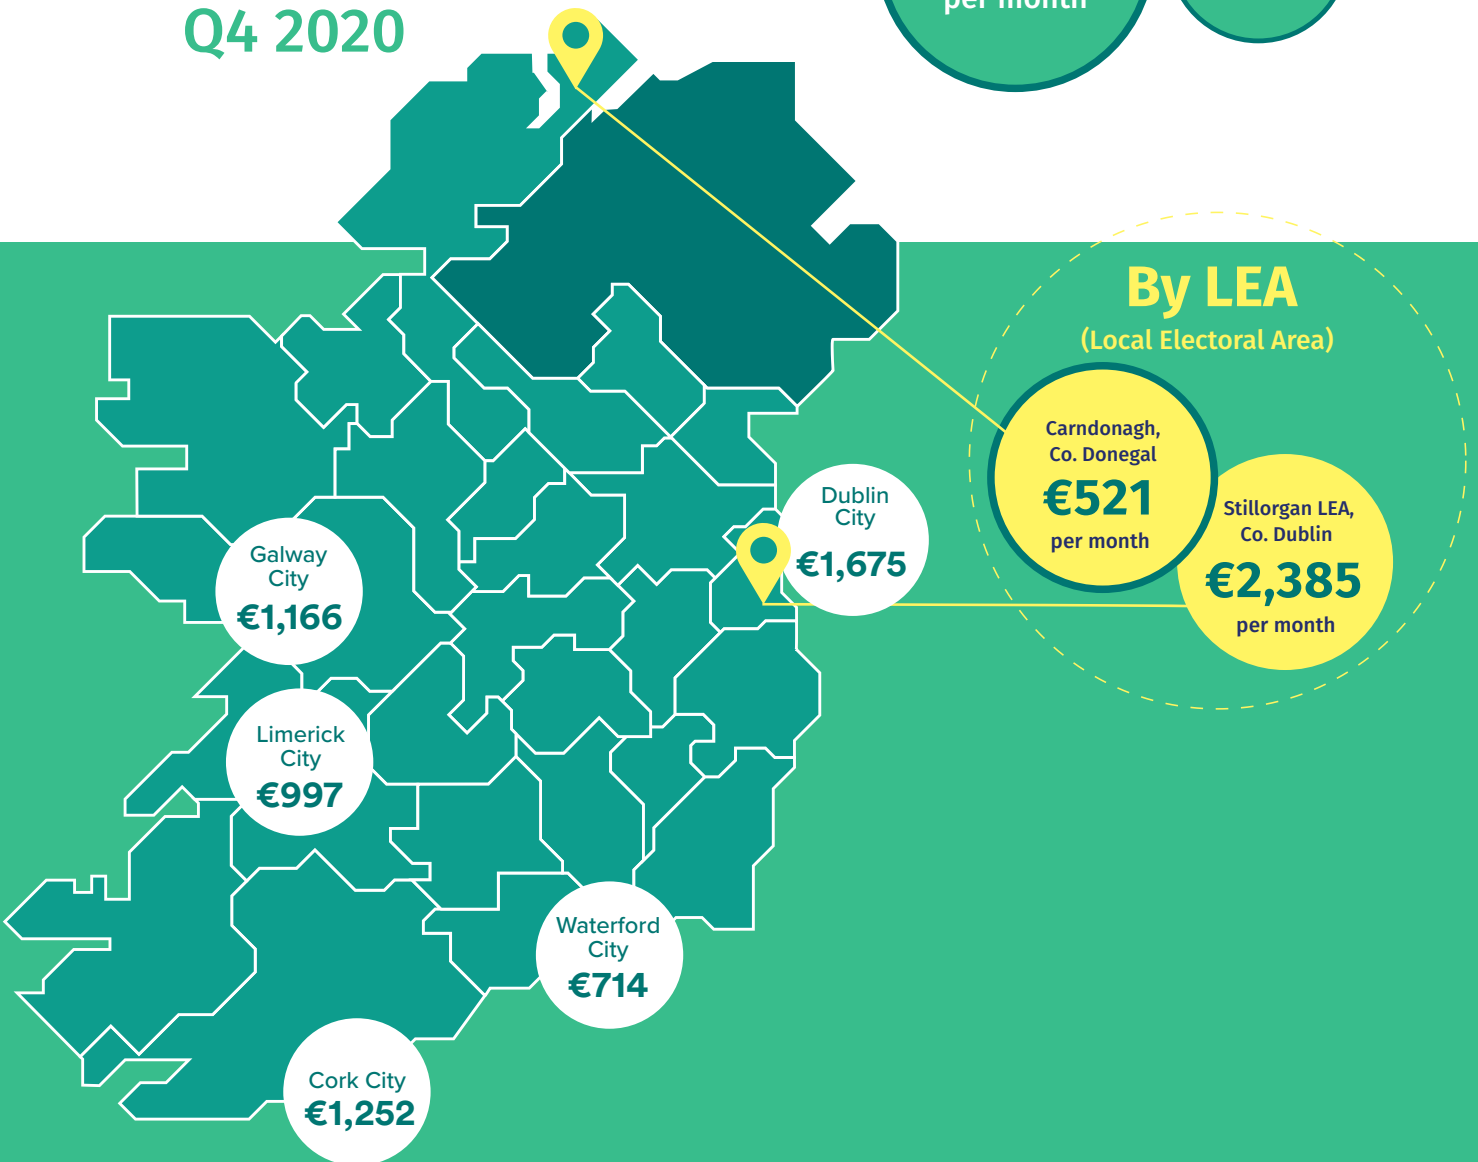 Q4 2020
per month
By LEA
(Local Electoral Area)
Carndonagh,
Co. Donegal
€521
per month
Stillorgan LEA,
Co. Dublin
€2,385
per month
Dublin
City
€1,675
Galway
City
€1,166
Limerick
City
€997
Waterford
City
€714
Cork City
€1,252